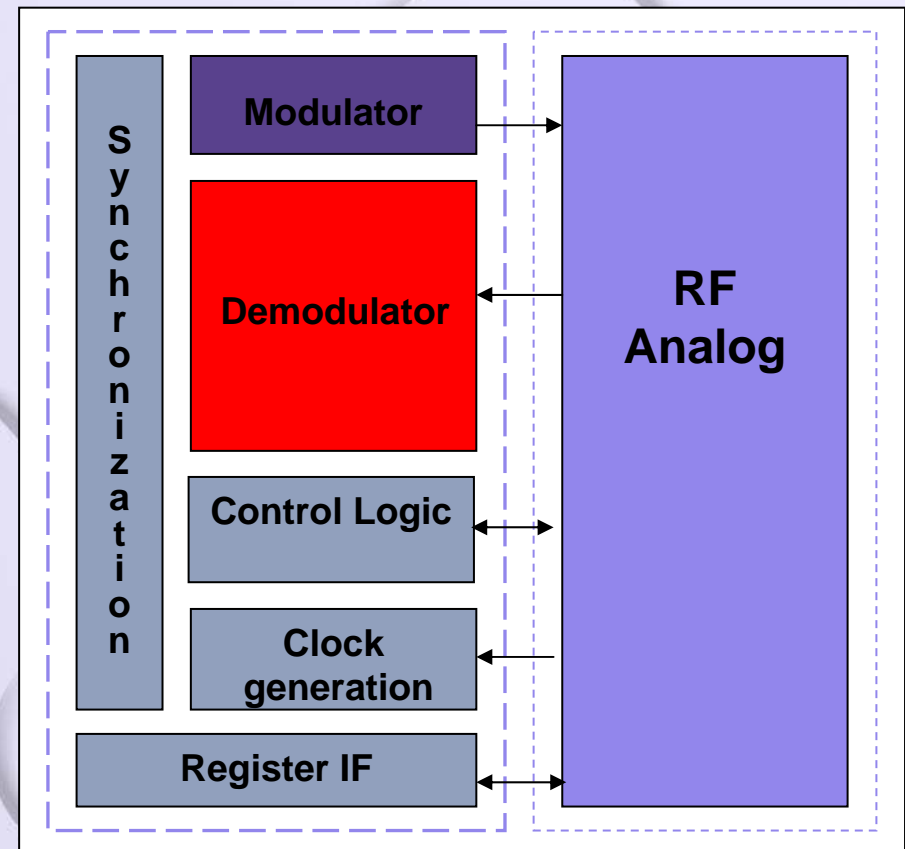 Synchronization
Modulator
Demodulator
Control Logic
Clock
generation
Register IF
RF
Analog